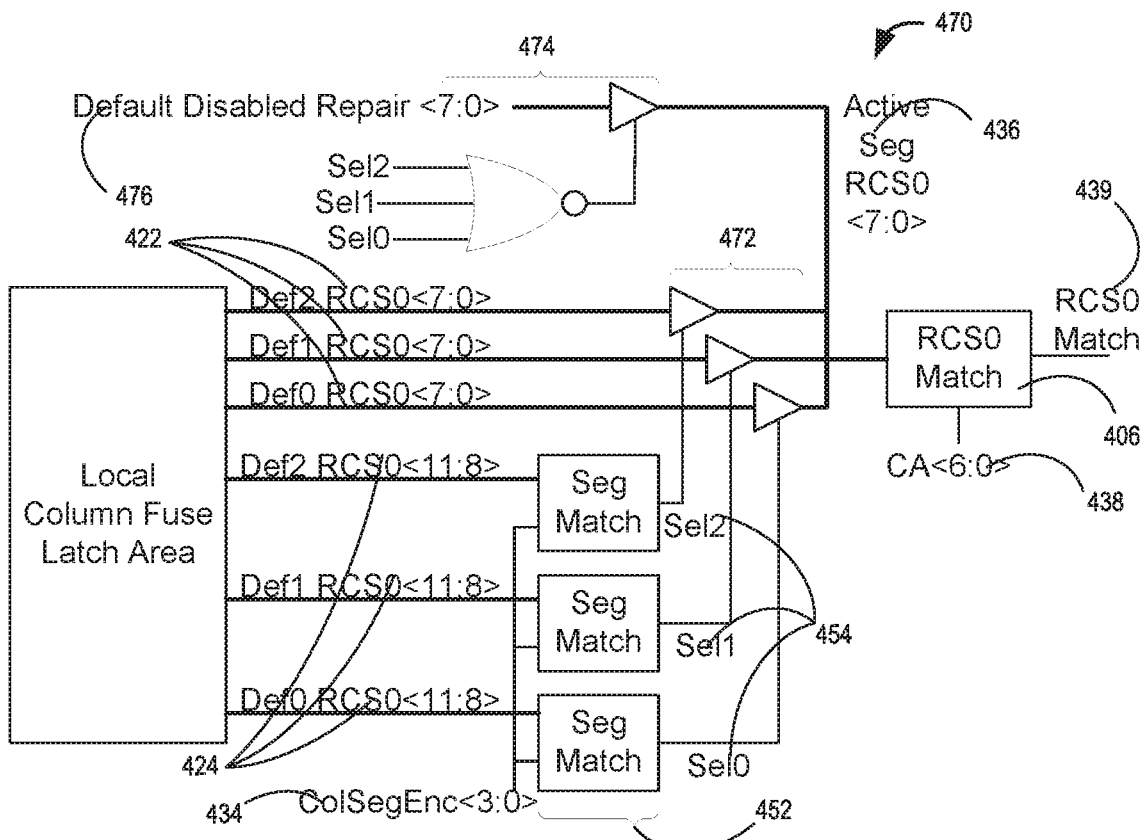 470
474
Default Disabled Repair <7:0>
Active
Seg
RCS0
<7:0>
436
476
Sel2
Sel1
Sel0
439
422
472
Def2 RCS0<7:0>
Def1 RCS0<7:0>
Def0 RCS0<7:0>
RCS0
Match
RCS0
Match
406
CA<6:0>
438
Local
Column Fuse
Latch Area
Def2 RCS0<11:8>
Seg
Match
Sel2
Def1 RCS0<11:8>
Seg
Match
Sel1
454
Def0 RCS0<11:8>
Seg
Match
Sel0
424
434
ColSegEnc<3:0>
452